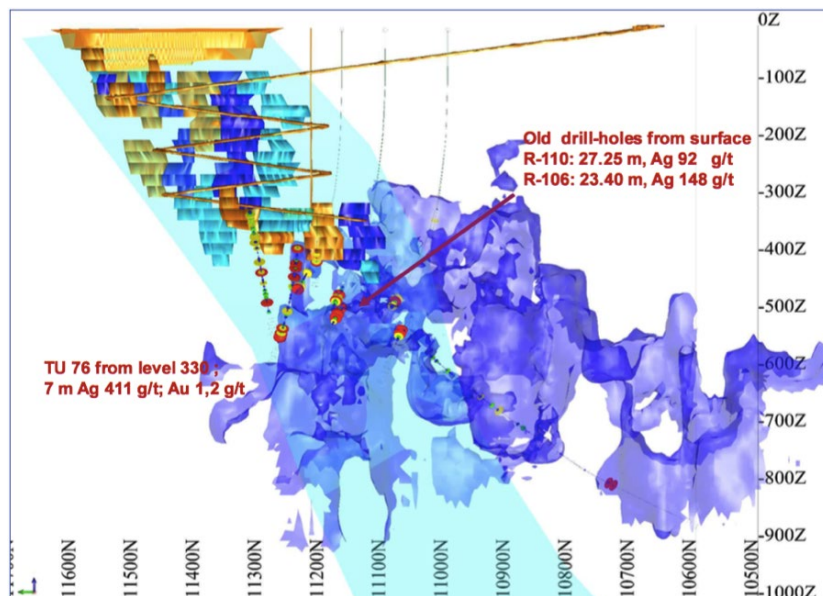 0Z
-100Z
-200Z
Old drill-holes from surface
R-110: 27.25 m, Ag 92 g/t
R-106: 23.40 m, Ag 148 g/t
-300Z
-400Z
-500Z
TU 76 from level 330 ;
7 m Ag 411 g/t; Au 1,2 g/t
-600Z
-700Z
-800Z
-900Z
-1000Z
11600N
11500N
11400N
11300N
11200N
11100N
11000N
10900N
10800N
10700N
10600N
10500N